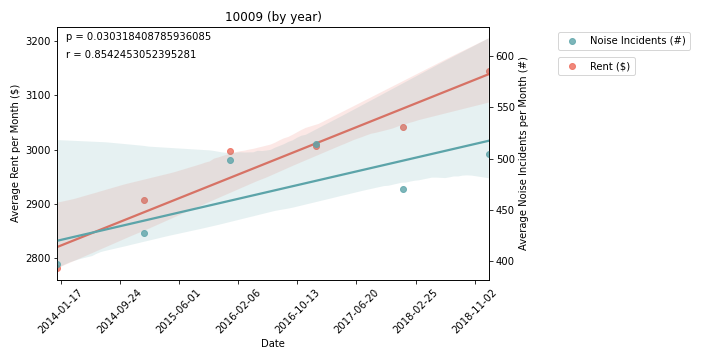 10009 (by year)
p = 0.030318408785936085
r = 0.8542453052395281
Noise Incidents (#)
Rent ($)
Average Rent per Month ($)
3200
3100
3000
2900
2800
Average Noise Incidents per Month (#)
600
550
500
450
400
2014-01-17
2014-09-24
2015-06-01
2016-02-06
2016-10-13
2017-06-20
2018-02-25
2018-11-02
Date